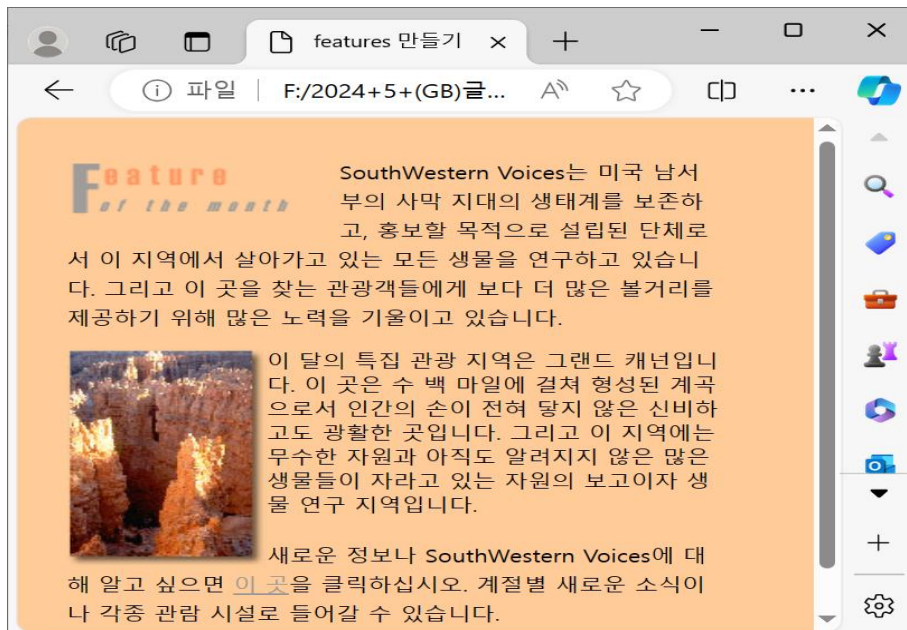 features 만들기
파일 F:/2024+5+(GB)글...
Feature
of the month
SouthWestern Voices는 미국 남서
부의 사막 지대의 생태계를 보존하
고, 홍보할 목적으로 설립된 단체로
서 이 지역에서 살아가고 있는 모든 생물을 연구하고 있습니
다. 그리고 이 곳을 찾는 관광객들에게 보다 더 많은 볼거리를
제공하기 위해 많은 노력을 기울이고 있습니다.
이 달의 특집 관광 지역은 그랜드 캐넌입니
다. 이 곳은 수 백 마일에 걸쳐 형성된 계곡
으로서 인간의 손이 전혀 닿지 않은 신비하
고도 광활한 곳입니다. 그리고 이 지역에는
무수한 자원과 아직도 알려지지 않은 많은
생물들이 자라고 있는 자원의 보고이자 생
물 연구 지역입니다.
새로운 정보나 SouthWestern Voices에 대
해 알고 싶으면 이 곳을 클릭하십시오. 계절별 새로운 소식이
나 각종 관람 시설로 들어갈 수 있습니다.